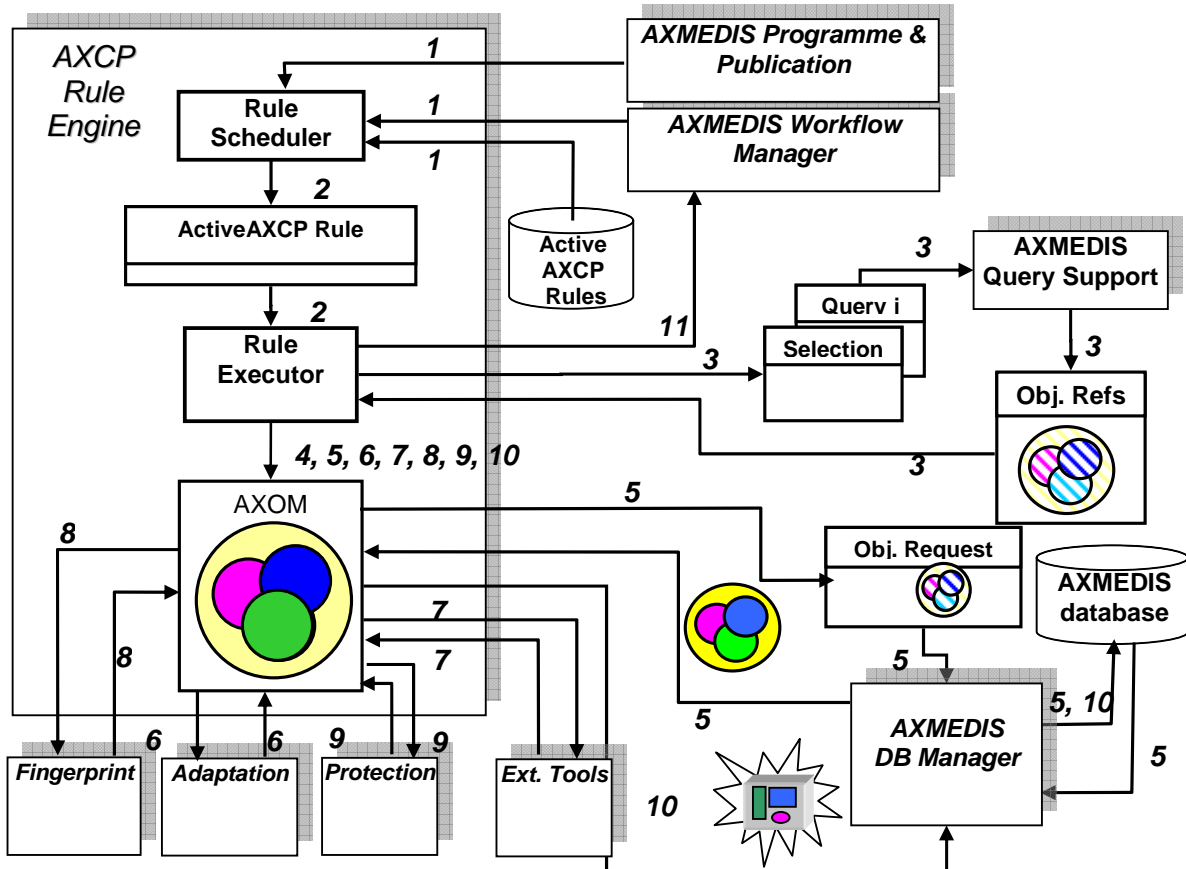 AXCP
Rule
Engine
1
AXMEDIS Programme &
Publication
Rule
Scheduler
1
1
AXMEDIS Workflow
Manager
2
ActiveAXCP Rule
Active
AXCP
Rules
3
AXMEDIS
Query Support
2
Query i
Rule
Executor
11
3
Selection
3
Obj. Refs
4, 5, 6, 7, 8, 9, 10
3
AXOM
5
8
Obj. Request
AXMEDIS
database
7
8
7
5
5
5, 10
AXMEDIS
DB Manager
5
6
6
9
9
Fingerprint
Adaptation
Protection
Ext. Tools
10